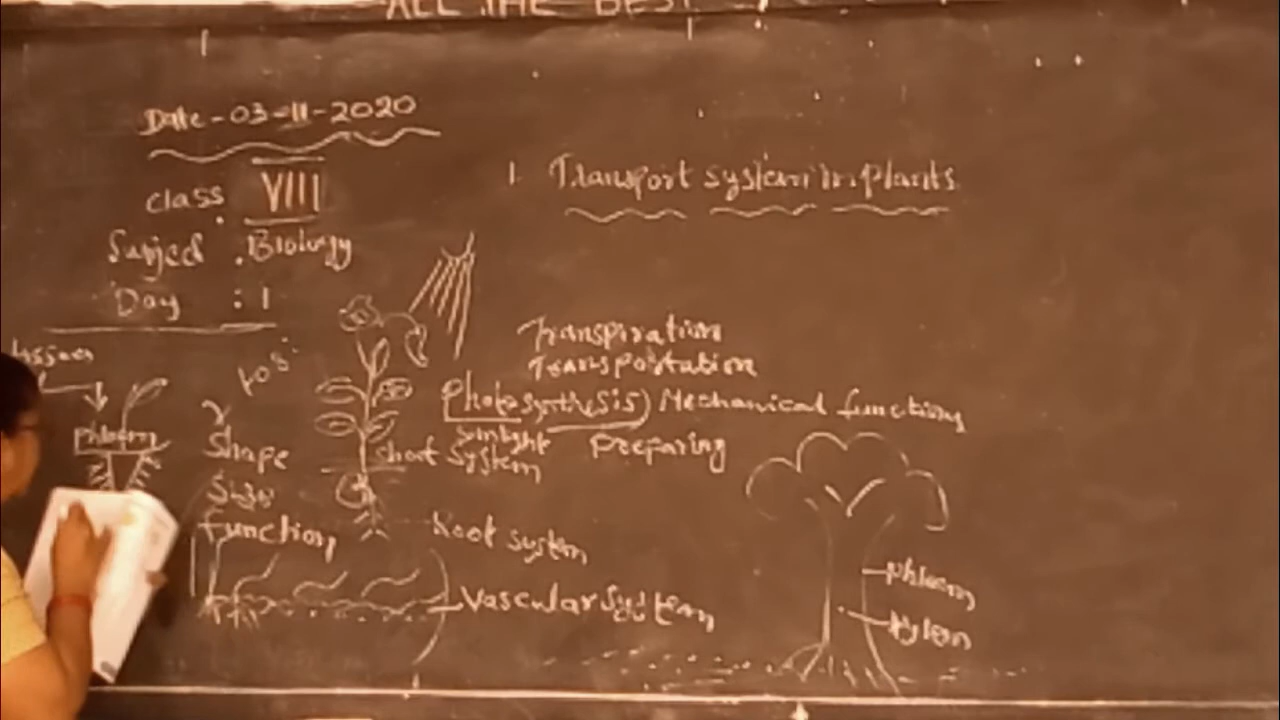 ALL THE BEST
Date-03-11-2020
class VIII
Subject : Biology
Day : 1
1. Transport system in plants
tissues
Phloem
Shape
Size
function
Transpiration
Transportation
Photosynthesis) Mechanical functions
Sunlight
preparing
shoot system
Root system
Vascular System
Phloem
Xylem